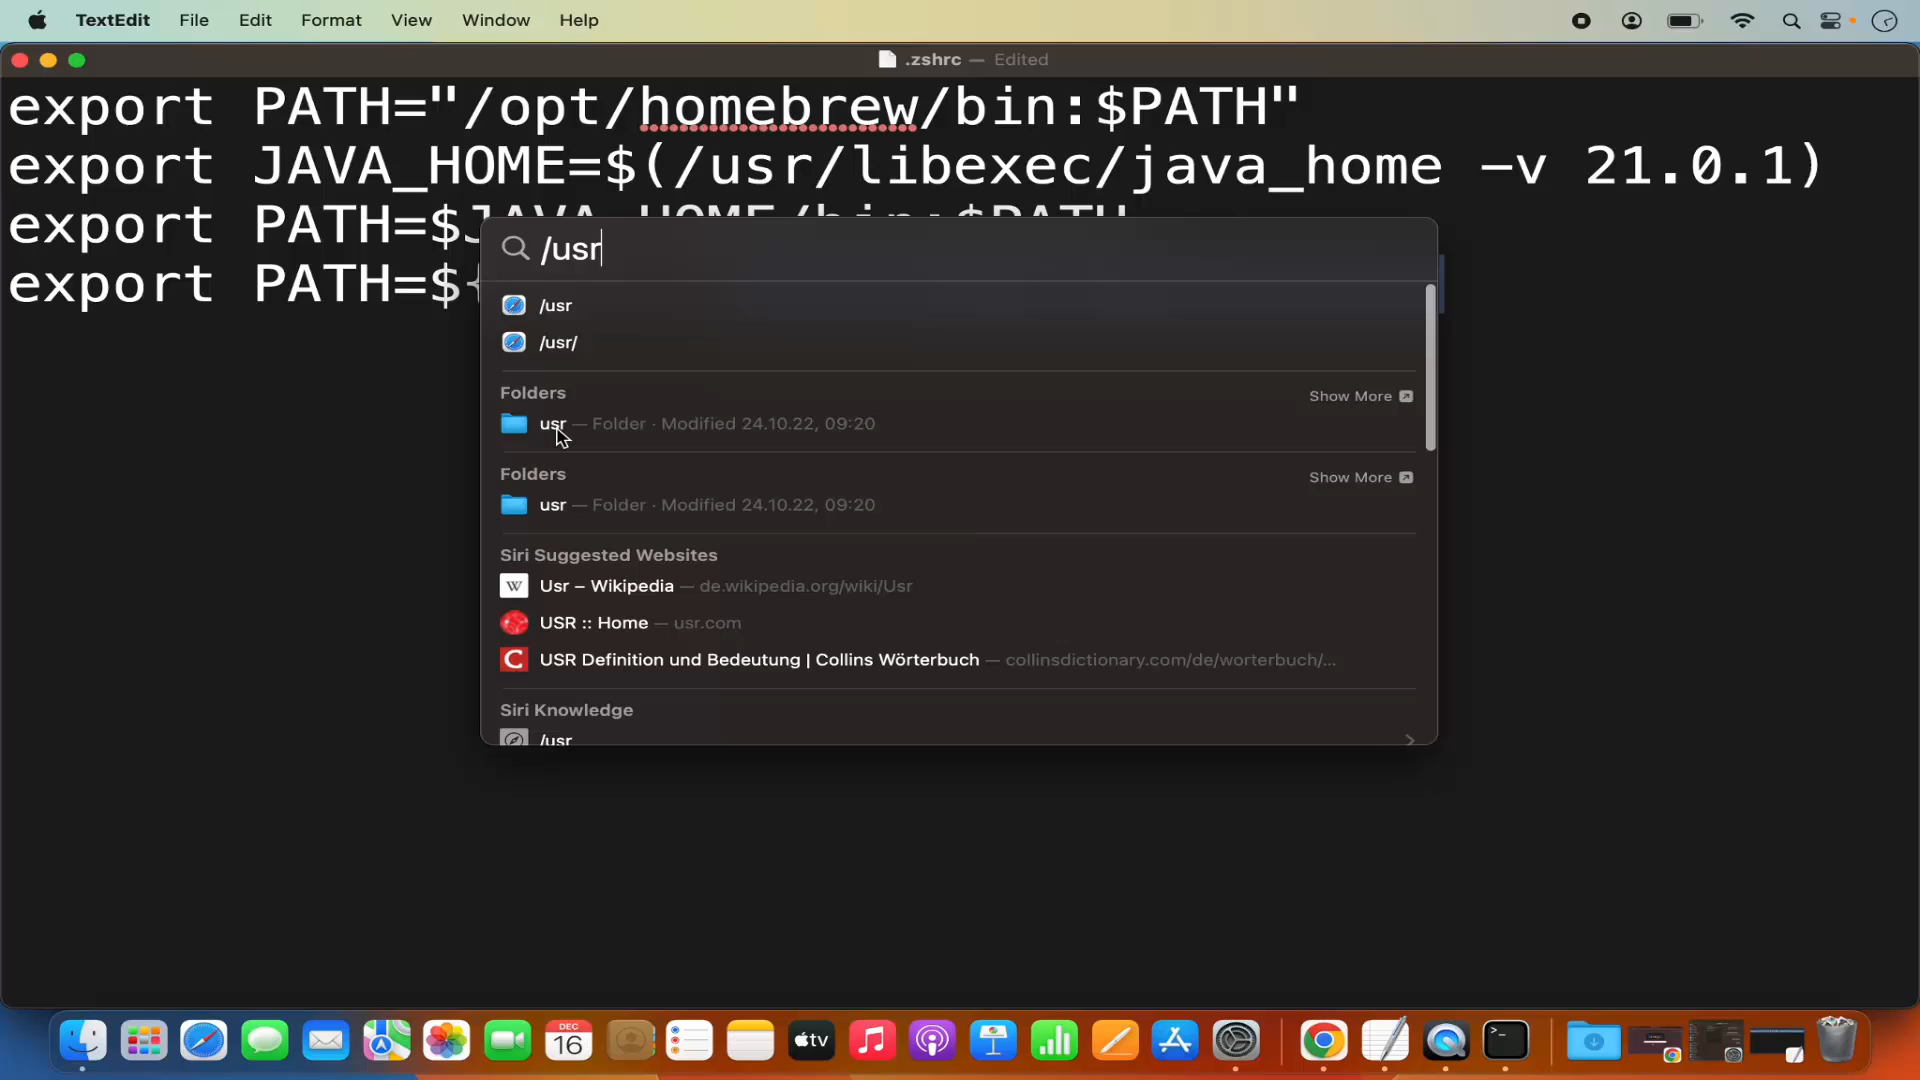 TextEdit File Edit Format View Window Help
.zshrc — Edited
export PATH="/opt/homebrew/bin:$PATH"
export JAVA_HOME=$(/usr/libexec/java_home -v 21.0.1)
export PATH=$JAVA_HOME/bin:$PATH
export PATH=${
/usr
/usr
/usr/
Folders Show More
usr — Folder · Modified 24.10.22, 09:20
Folders Show More
usr — Folder · Modified 24.10.22, 09:20
Siri Suggested Websites
W Usr – Wikipedia — de.wikipedia.org/wiki/Usr
USR :: Home — usr.com
C USR Definition und Bedeutung | Collins Wörterbuch — collinsdictionary.com/de/worterbuch/...
Siri Knowledge
/usr
DEC
16
tv
>_